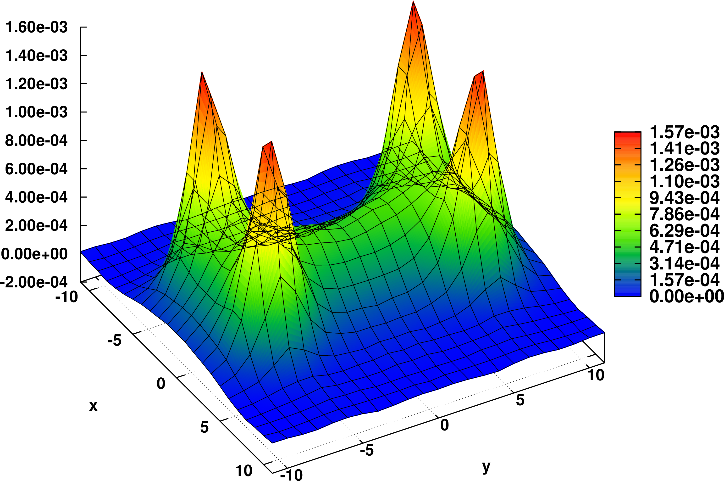 1.60e-03
1.40e-03
1.20e-03
1.00e-03
8.00e-04
6.00e-04
4.00e-04
2.00e-04
0.00e+00
-2.00e-04
-10
-5
0
5
10
x
-10
-5
0
5
10
y
1.57e-03
1.41e-03
1.26e-03
1.10e-03
9.43e-04
7.86e-04
6.29e-04
4.71e-04
3.14e-04
1.57e-04
0.00e+00